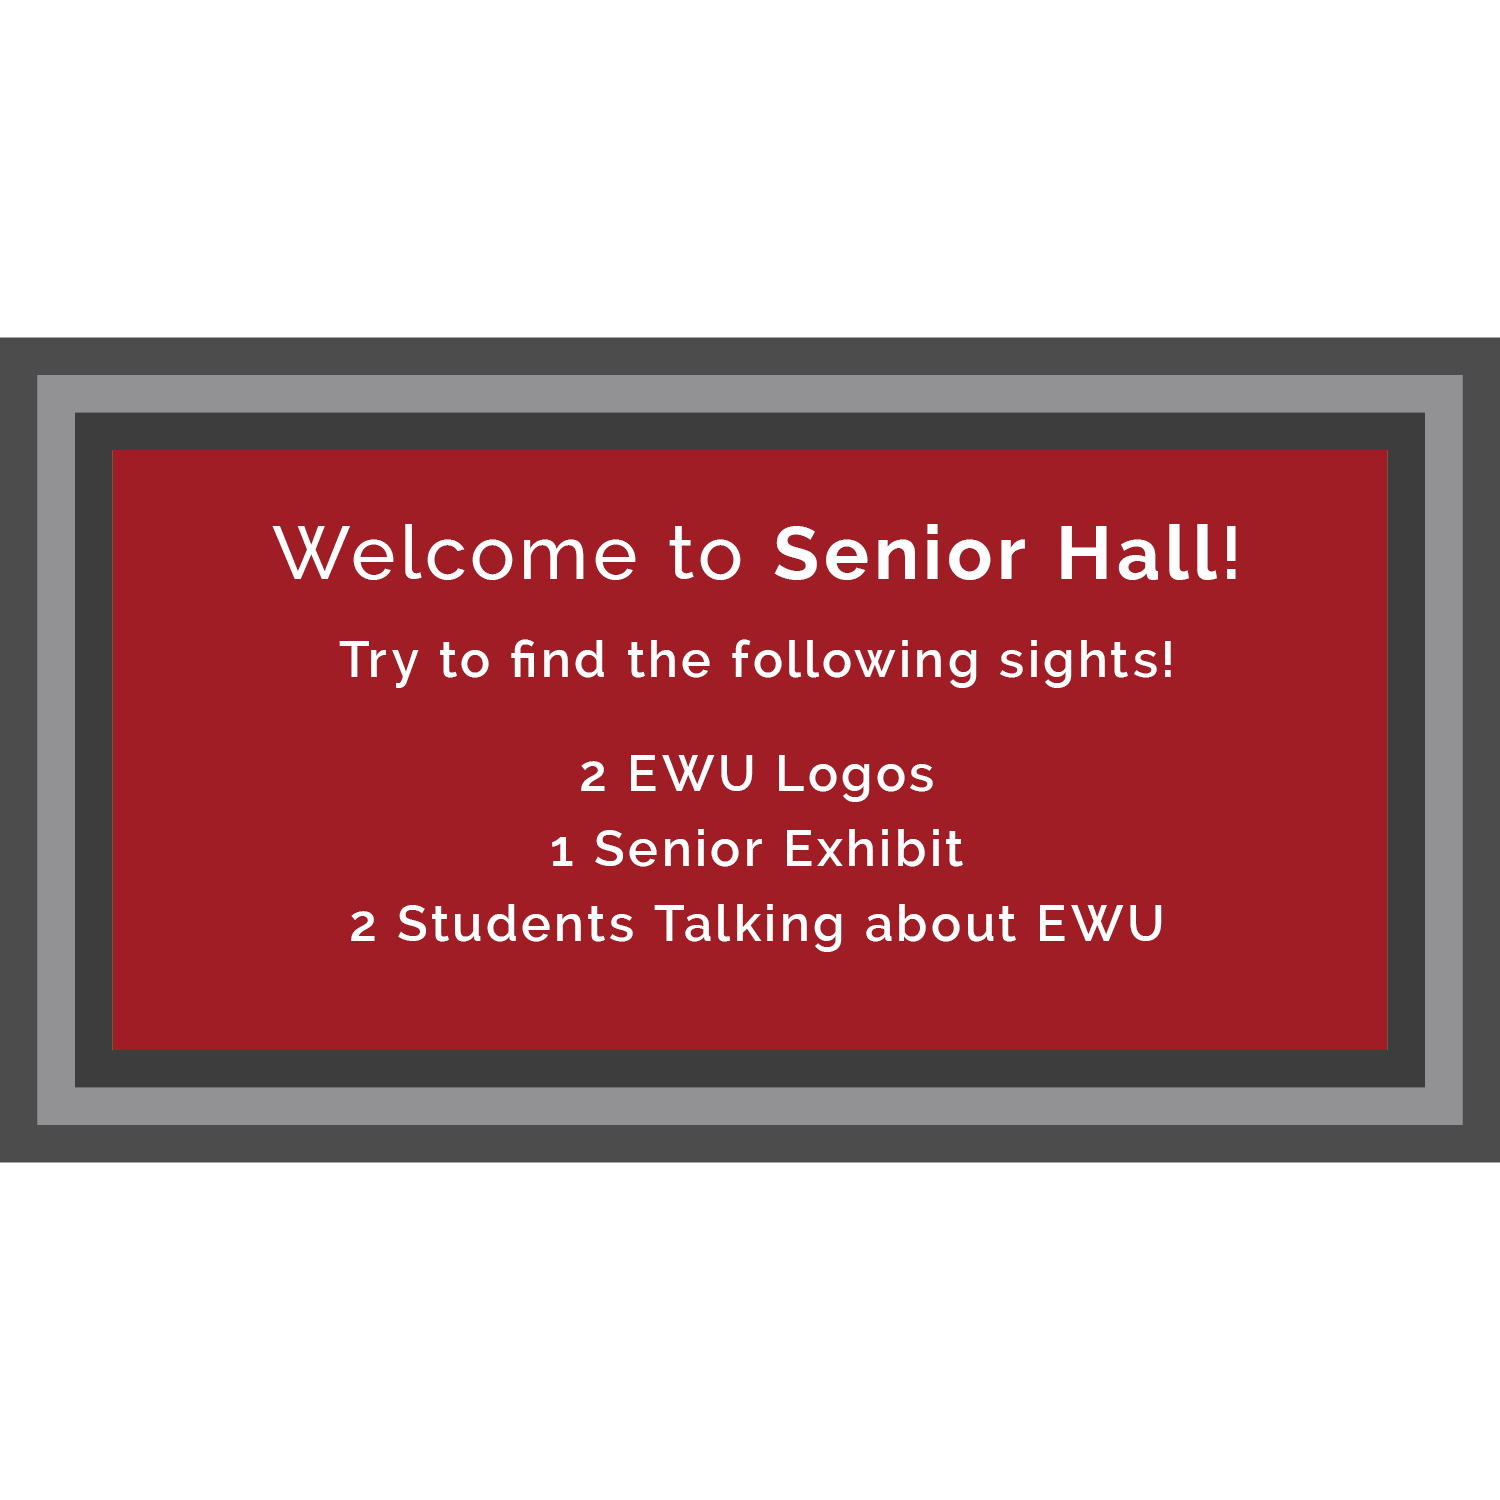 Welcome to Senior Hall!
Try to find the following sights!
2 EWU Logos
1 Senior Exhibit
2 Students Talking about EWU